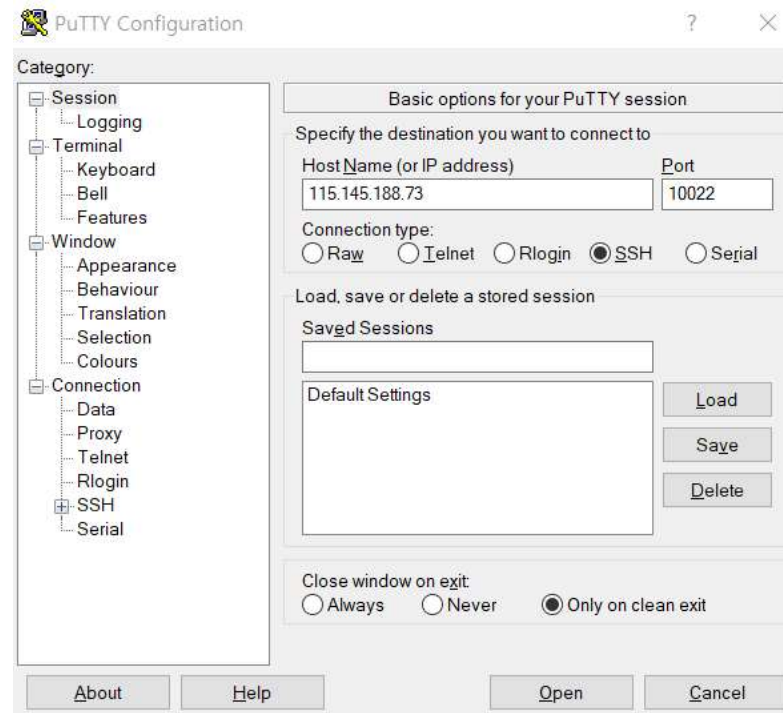 PuTTY Configuration
?
Category:
Session
Logging
Terminal
Keyboard
Bell
Features
Window
Appearance
Behaviour
Translation
Selection
Colours
Connection
Data
Proxy
Telnet
Rlogin
SSH
Serial
Basic options for your PuTTY session
Specify the destination you want to connect to
Host Name (or IP address) Port
115.145.188.73 10022
Connection type:
Raw Telnet Rlogin SSH Serial
Load, save or delete a stored session
Saved Sessions
Default Settings
Load
Save
Delete
Close window on exit:
Always Never Only on clean exit
About Help Open Cancel